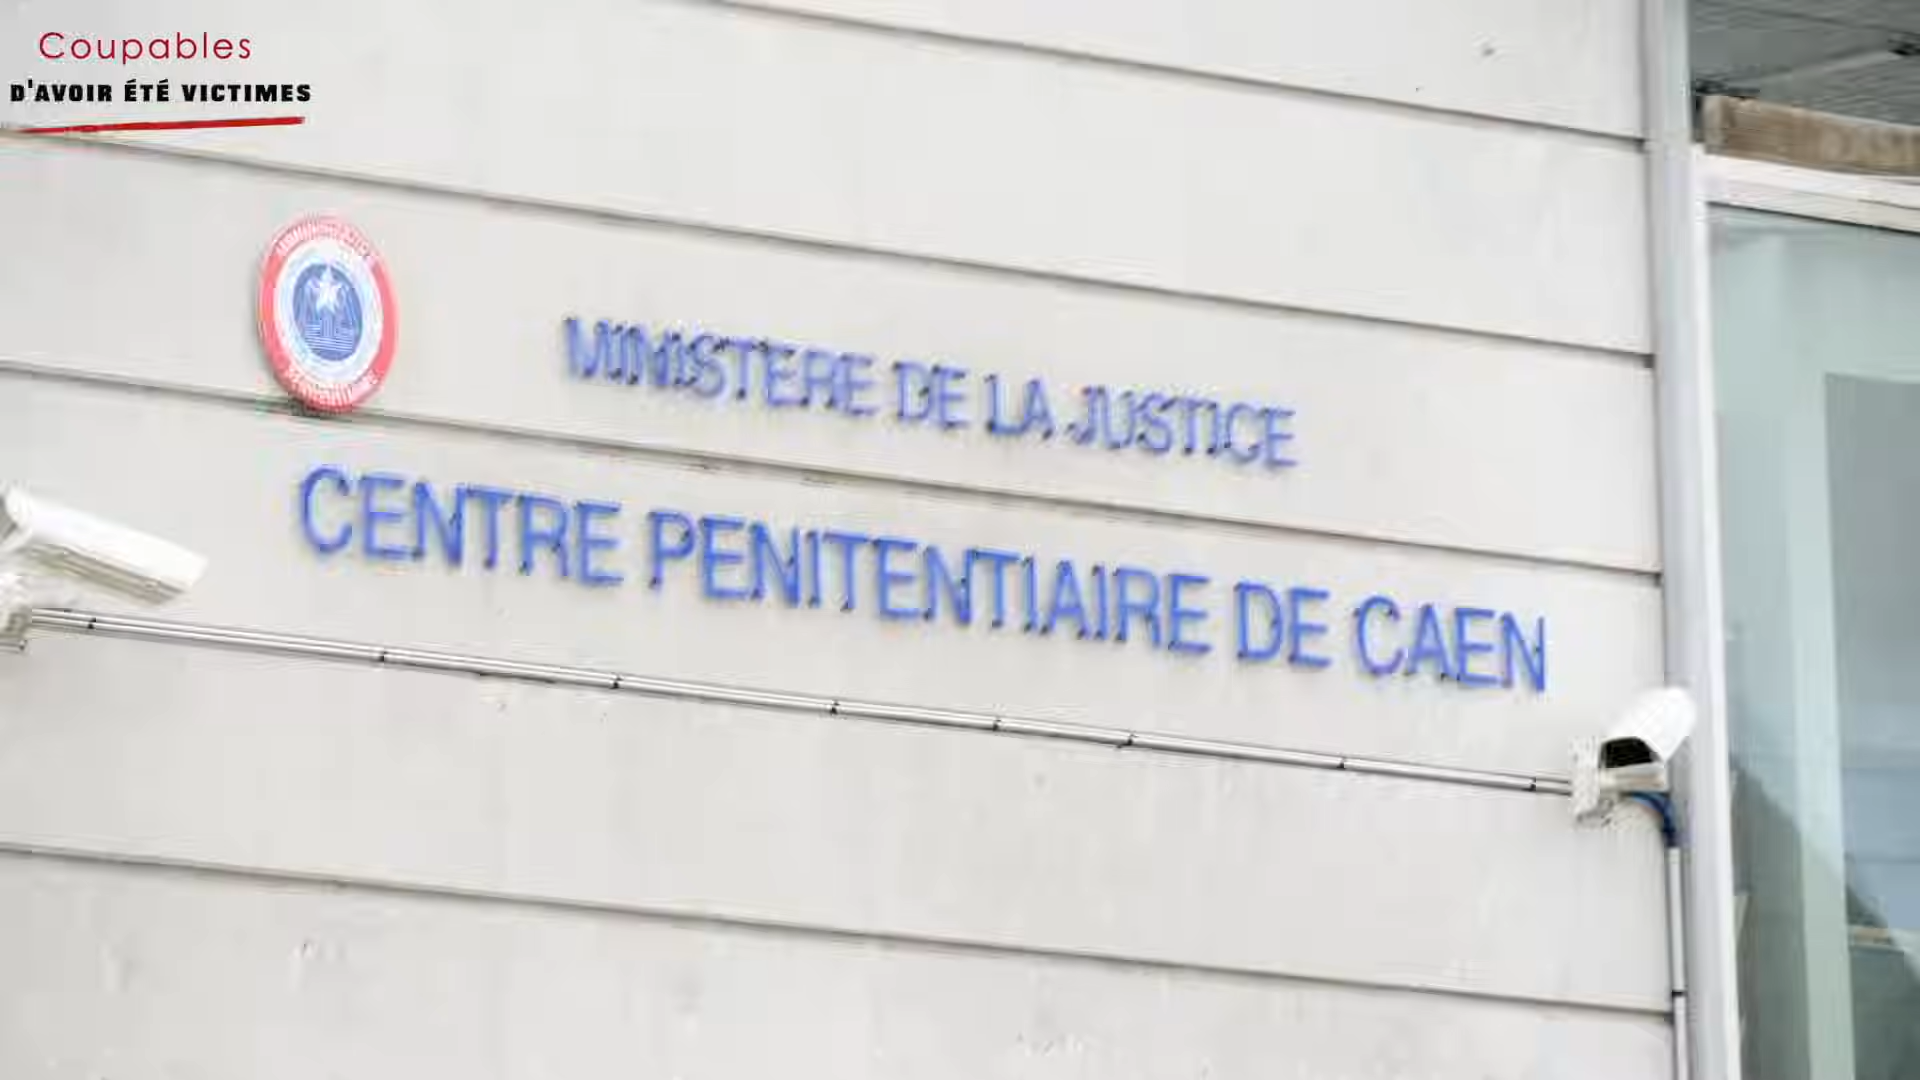 Coupables
D'AVOIR ÉTÉ VICTIMES
MINISTERE DE LA JUSTICE
CENTRE PENITENTIAIRE DE CAEN